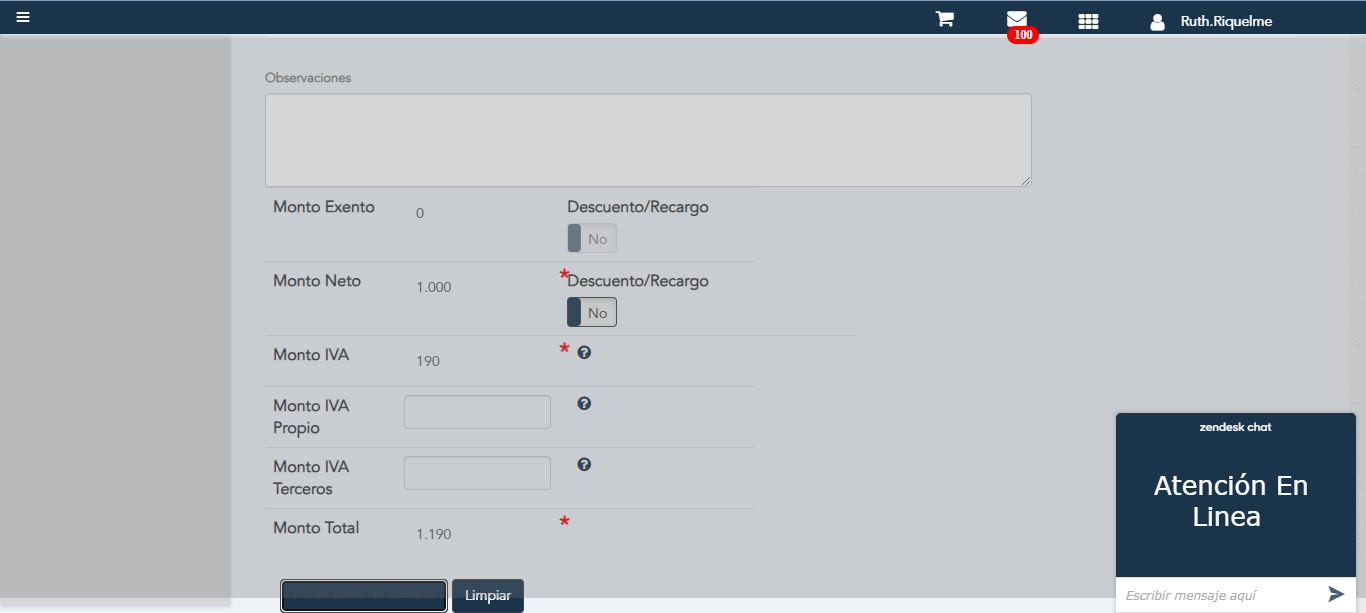 Ruth.Riquelme
100
Observaciones
Monto Exento
0
Descuento/Recargo
No
Monto Neto
1.000
*
Descuento/Recargo
No
Monto IVA
190
*
?
Monto IVA
Propio
?
Monto IVA
Terceros
?
Monto Total
1.190
*
Limpiar
zendesk chat
Atención En
Linea
Escribir mensaje aquí